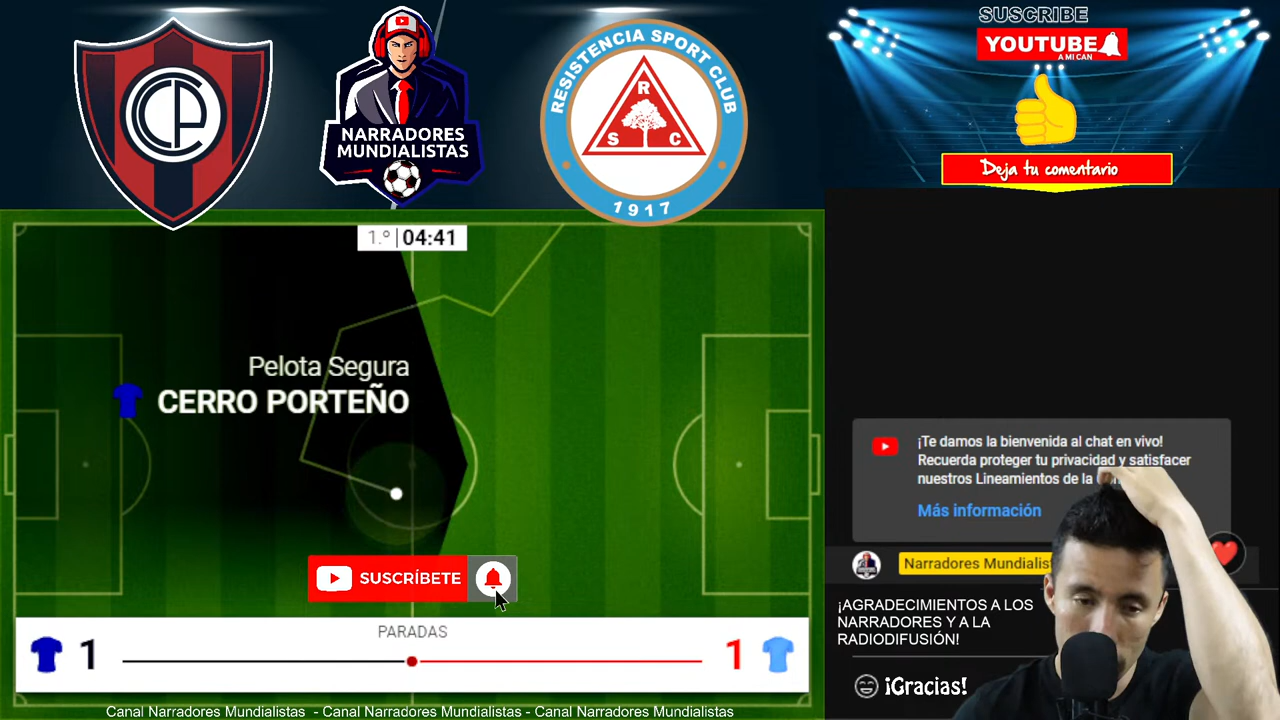 CCP
NARRADORES
MUNDIALISTAS
RESISTENCIA SPORT CLUB
R
S C
1917
SUSCRIBE
YOUTUBE
A MI CAN
Deja tu comentario
1.º | 04:41
Pelota Segura
CERRO PORTEÑO
SUSCRÍBETE
PARADAS
1 1
Canal Narradores Mundialistas - Canal Narradores Mundialistas - Canal Narradores Mundialistas
¡Te damos la bienvenida al chat en vivo!
Recuerda proteger tu privacidad y satisfacer
nuestros Lineamientos de la
Más información
Narradores Mundialist
¡AGRADECIMIENTOS A LOS
NARRADORES Y A LA
RADIODIFUSIÓN!
¡Gracias!